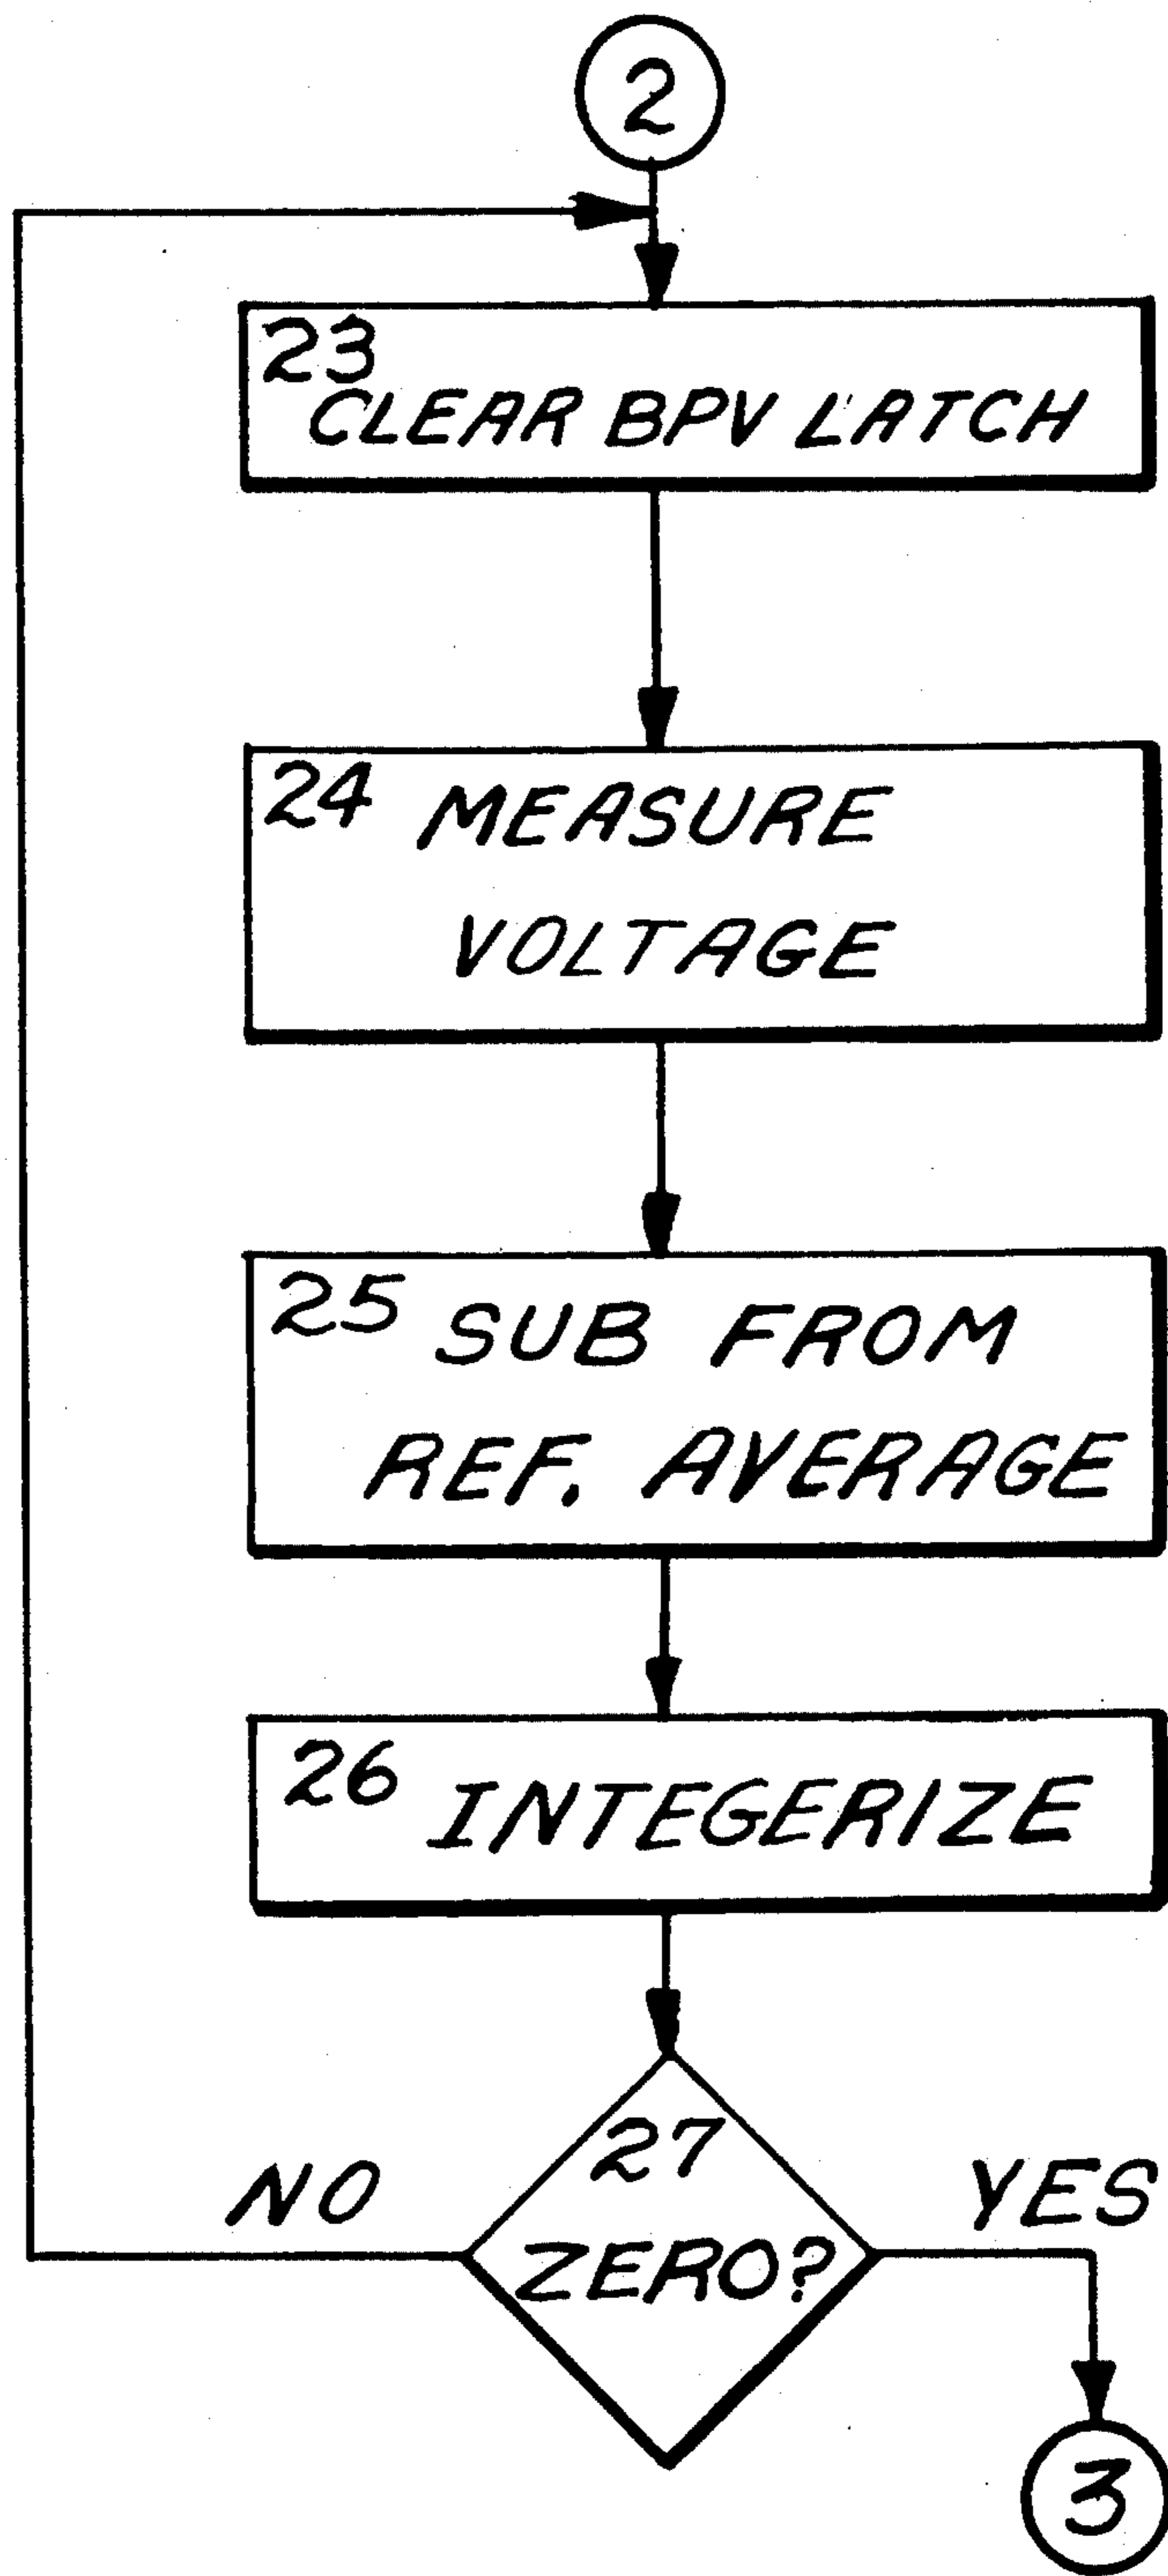 2
23
CLEAR BPV LATCH
24 MEASURE
VOLTAGE
25 SUB FROM
REF. AVERAGE
26 INTEGERIZE
27
NO
YES
ZERO?
3